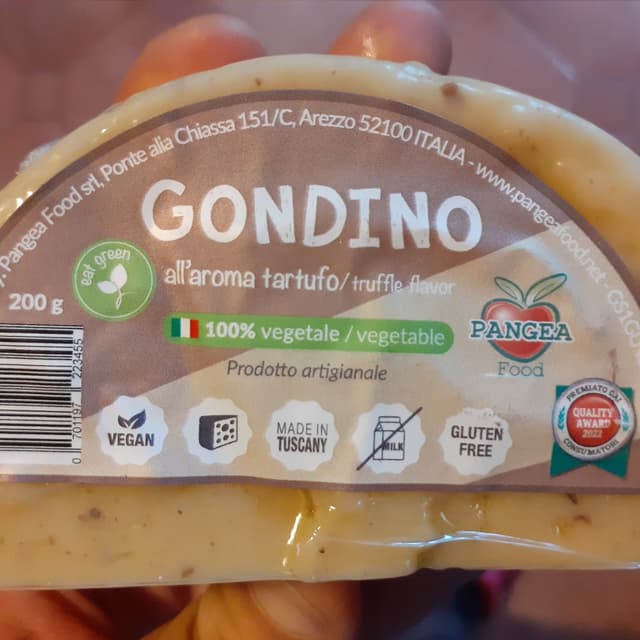 Pangea Food srl, Ponte alla Chiassa 151/C, Arezzo 52100 ITALIA - www.pangeafood.net -
GONDINO
eat green
all'aroma tartufo / truffle flavor
200 g
100% vegetale / vegetable
PANGEA
Food
Prodotto artigianale
VEGAN
MADE IN
TUSCANY
MILK
GLUTEN
FREE
PREMIATO DAI
QUALITY
AWARD
2022
CONSUMATORI
0 701197 223455